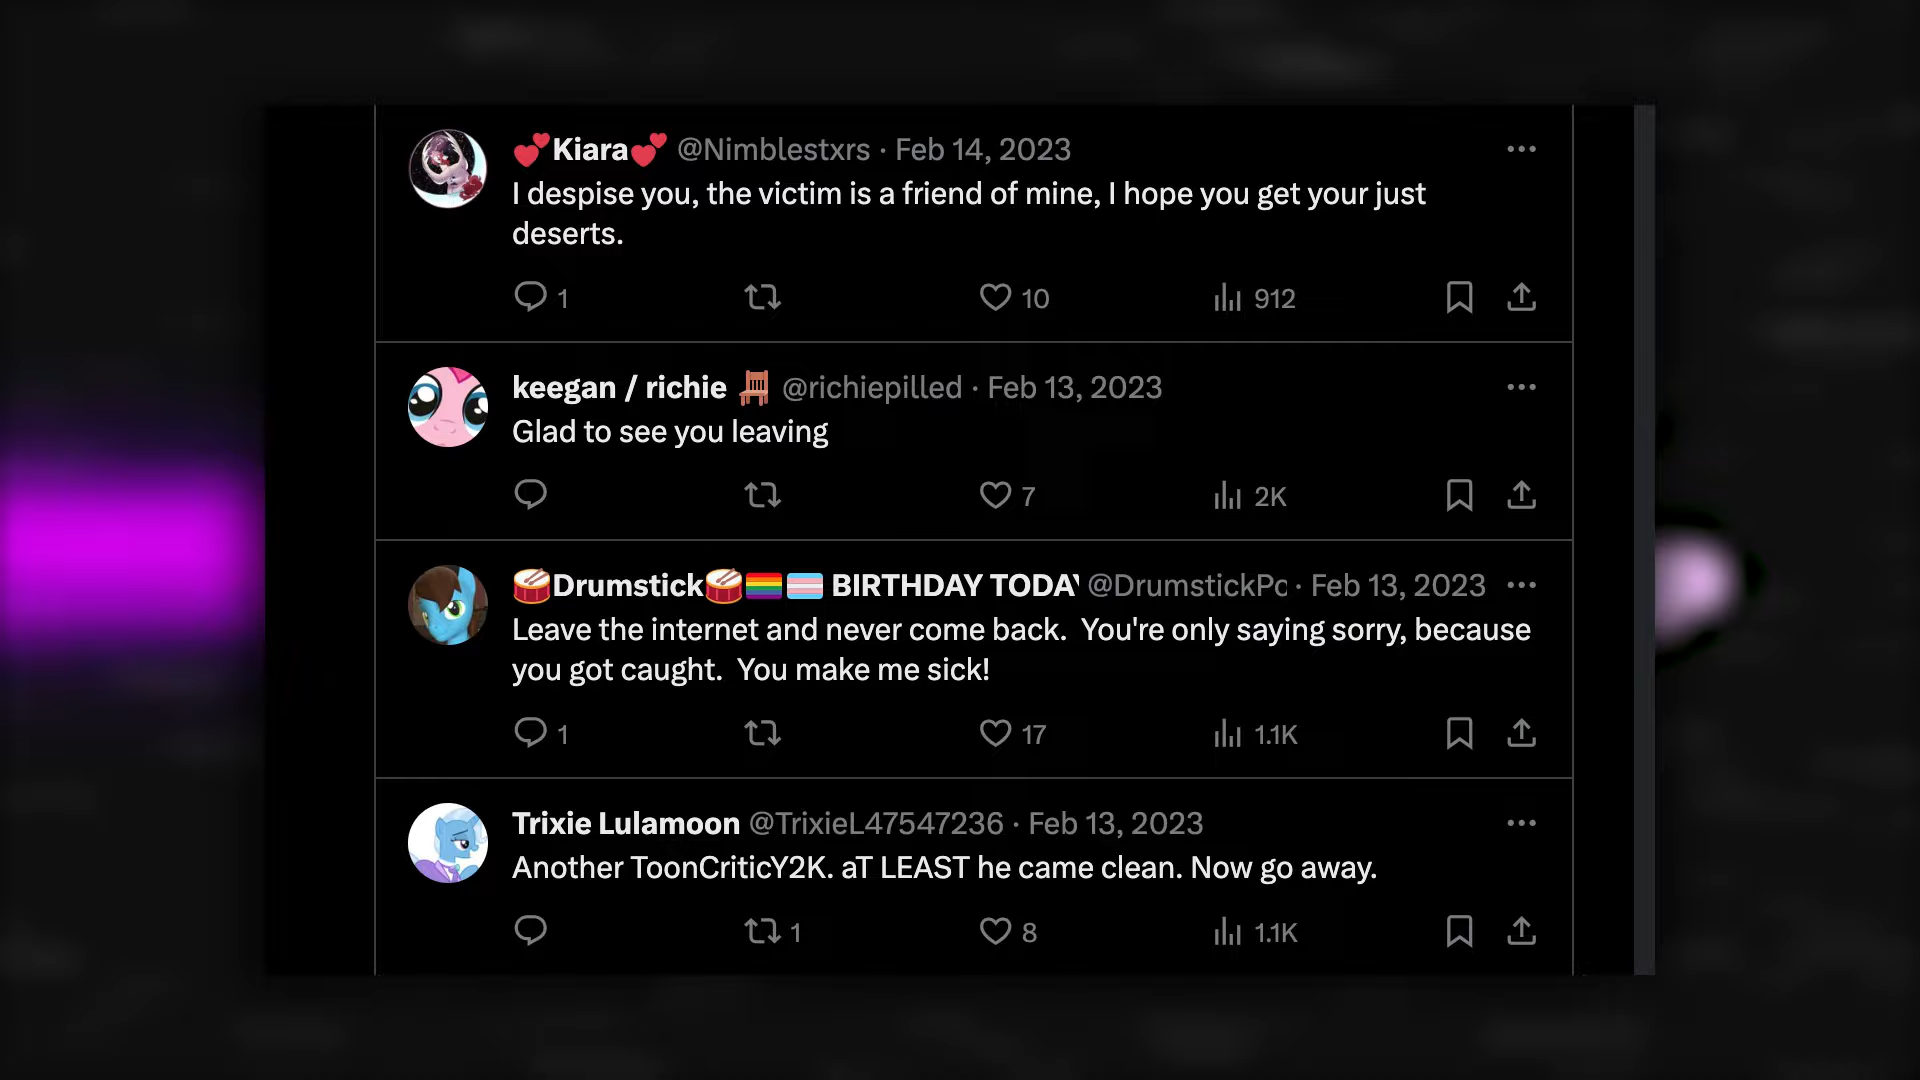 💕Kiara💕 @Nimblestxrs · Feb 14, 2023
I despise you, the victim is a friend of mine, I hope you get your just
deserts.
1 10 912
keegan / richie 🪑 @richiepilled · Feb 13, 2023
Glad to see you leaving
7 2K
🥁Drumstick🥁🏳️‍🌈🏳️‍⚧️ BIRTHDAY TODAY @DrumstickPo · Feb 13, 2023
Leave the internet and never come back.  You're only saying sorry, because
you got caught.  You make me sick!
1 17 1.1K
Trixie Lulamoon @TrixieL47547236 · Feb 13, 2023
Another ToonCriticY2K. aT LEAST he came clean. Now go away.
1 8 1.1K